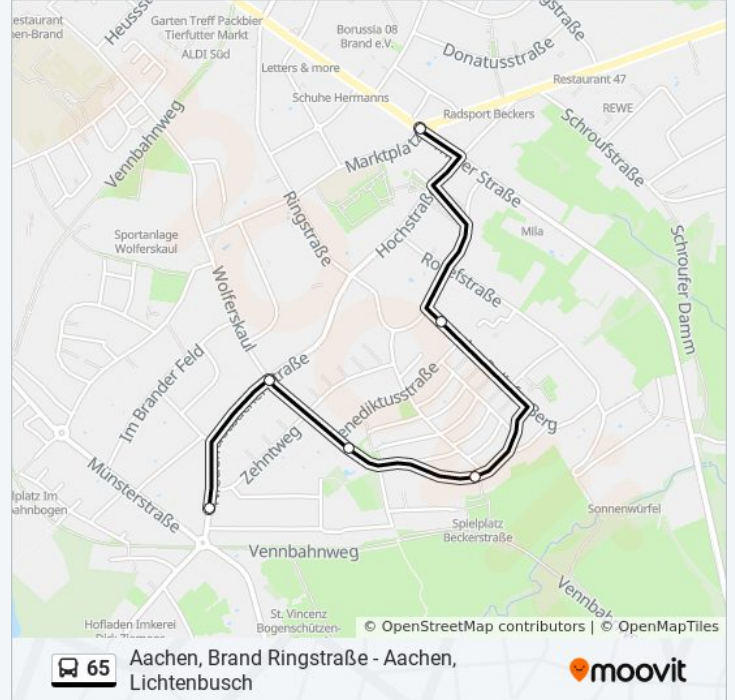 Garten Treff Packbier
Tierfutter Markt
ALDI Süd
Borussia 08
Brand e.V.
Donatusstraße
Letters & more
Restaurant 47
Schuhe Hermanns
Radsport Beckers
REWE
Schroufstraße
Vennbahnweg
Marktplatz
Ringstraße
Hochstraße
Mila
Sportanlage
Wolferskaul
Wolferskaul
Schroufer Damm
Im Brander Feld
Zehntweg
Münsterstraße
Sonnenwürfel
Spielplatz
Beckerstraße
Vennbahnweg
Hofladen Imkerei
St. Vincenz
Bogenschützen-
© OpenStreetMap contributors | © OpenMapTiles
65
Aachen, Brand Ringstraße - Aachen,
Lichtenbusch
moovit